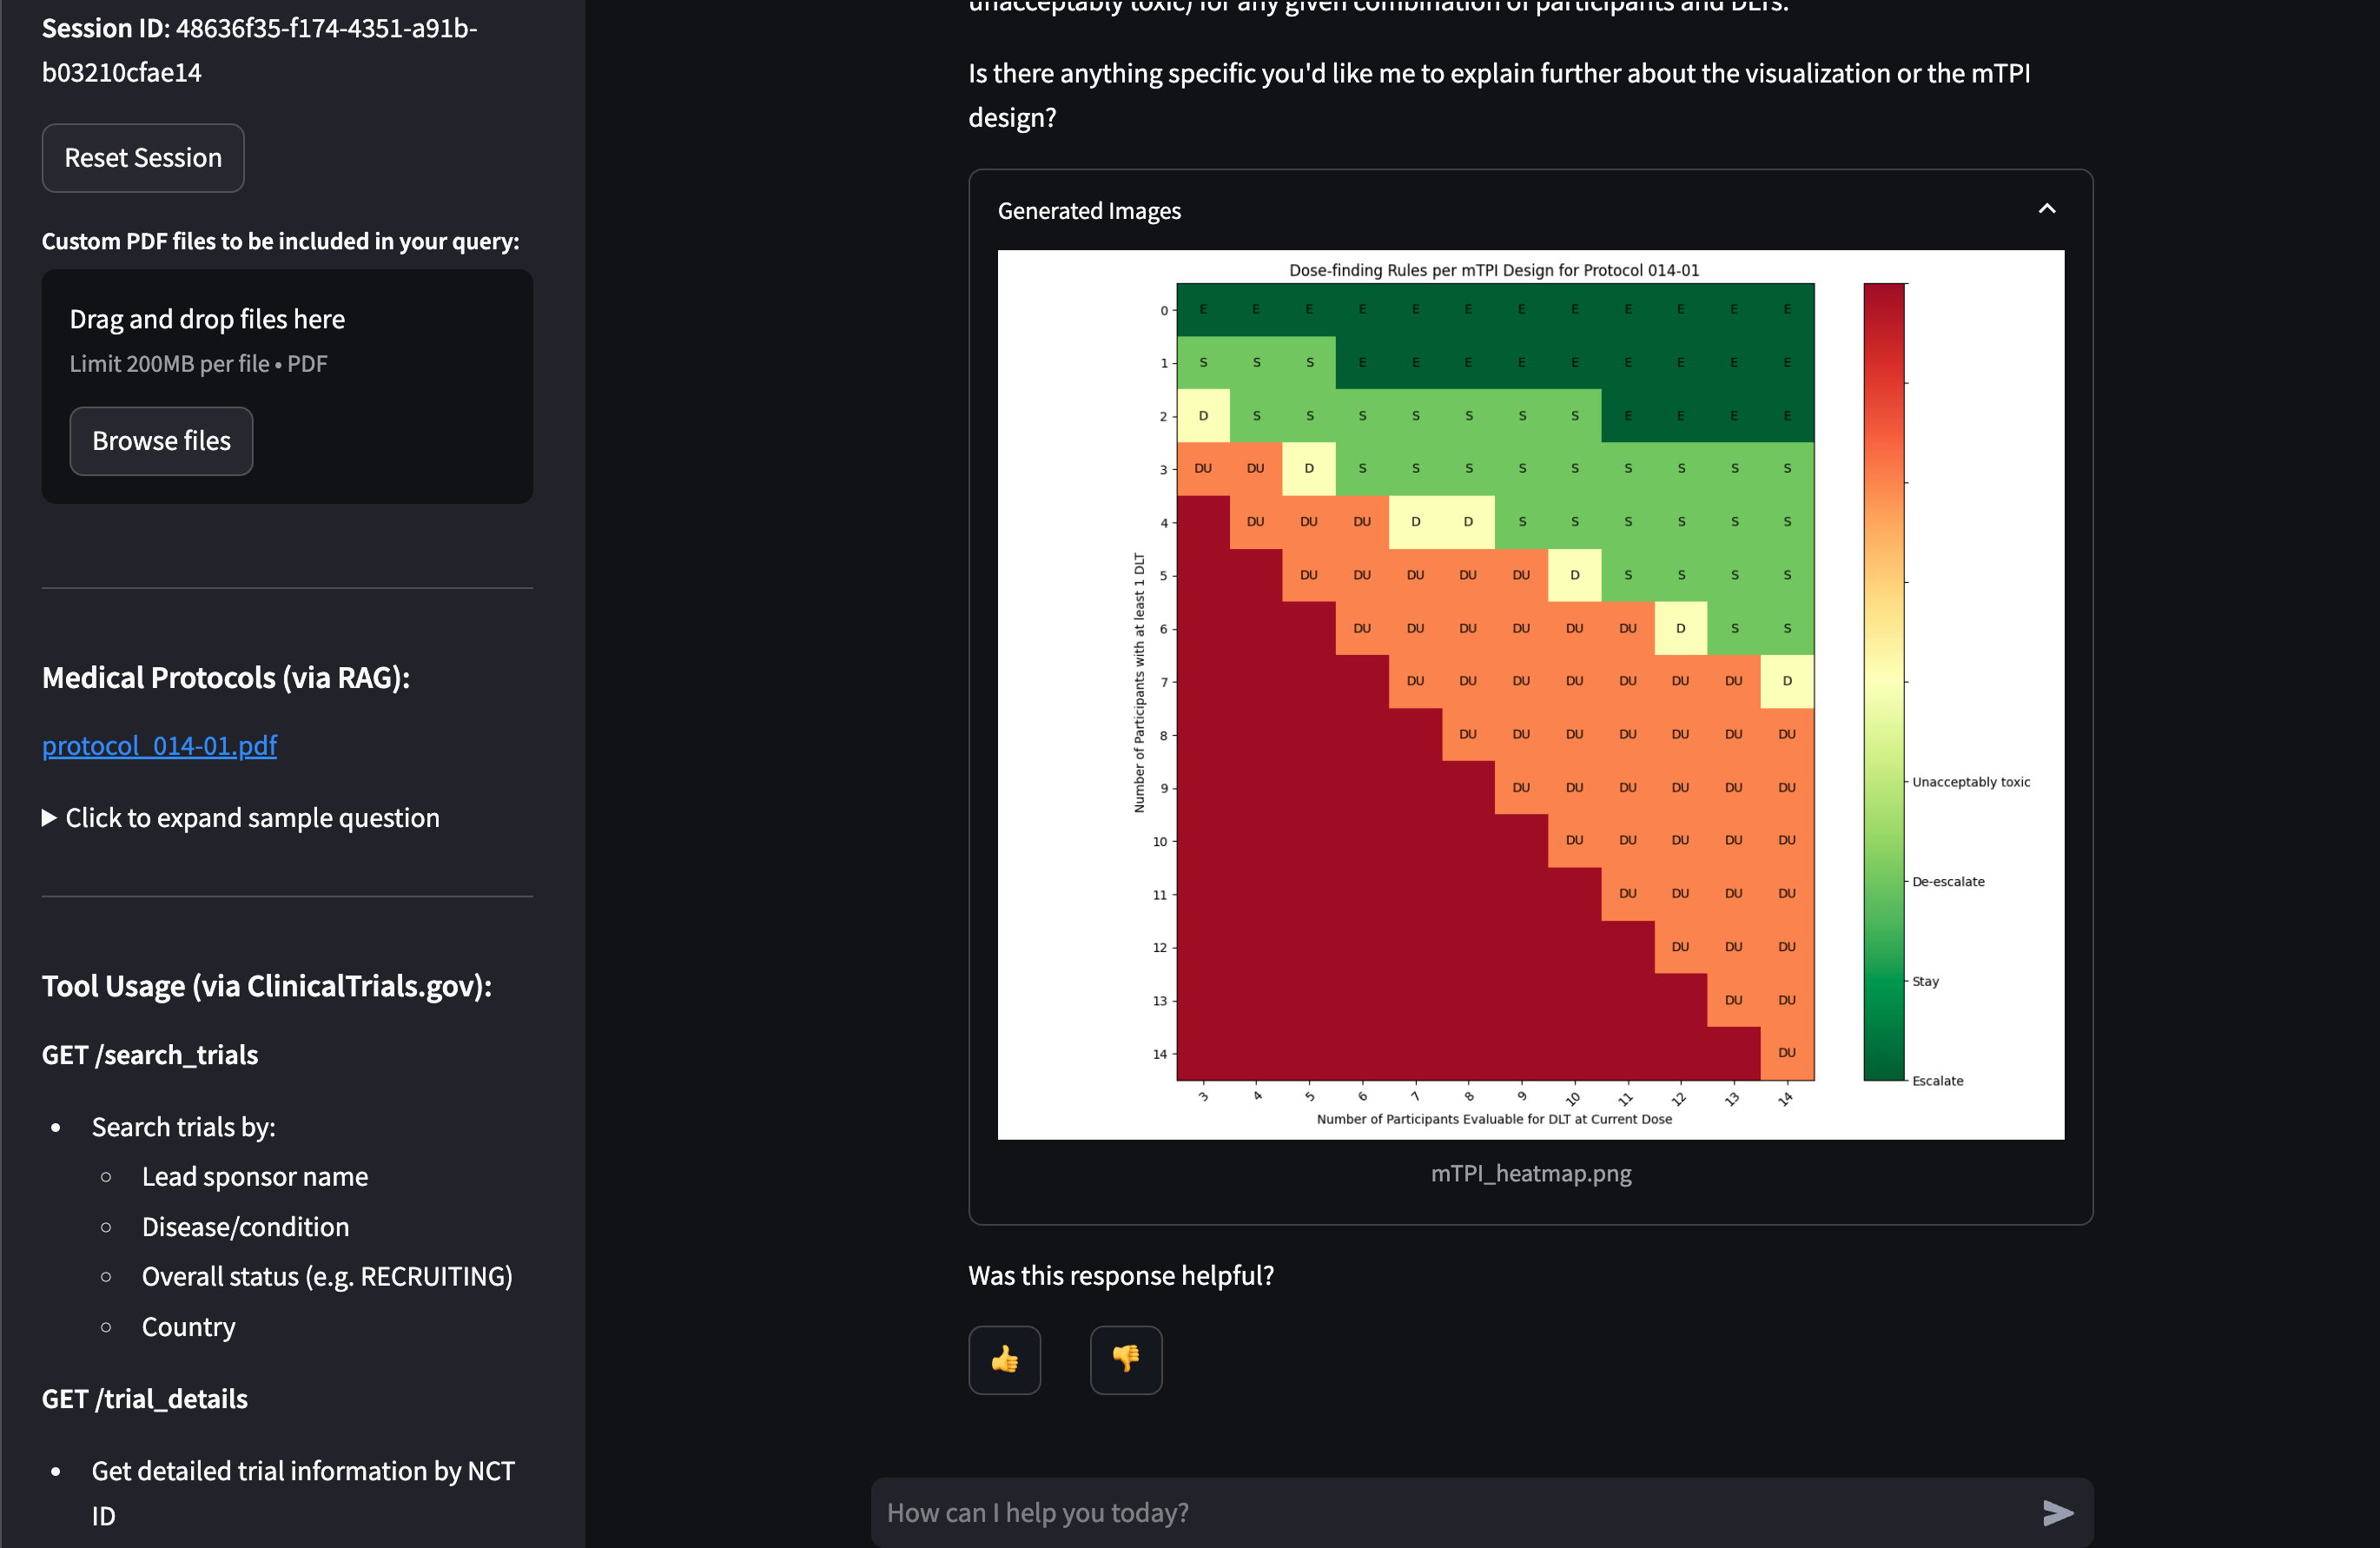 Session ID: 48636f35-f174-4351-a91b-
b03210cfae14
Reset Session
Custom PDF files to be included in your query:
Drag and drop files here
Limit 200MB per file • PDF
Browse files
Medical Protocols (via RAG):
protocol_014-01.pdf
Click to expand sample question
Tool Usage (via ClinicalTrials.gov):
GET /search_trials
• Search trials by:
○ Lead sponsor name
○ Disease/condition
○ Overall status (e.g. RECRUITING)
○ Country
GET /trial_details
• Get detailed trial information by NCT
ID
unacceptably toxic) for any given combination of participants and DLTs.
Is there anything specific you'd like me to explain further about the visualization or the mTPI
design?
Generated Images
Dose-finding Rules per mTPI Design for Protocol 014-01
Number of Participants with at least 1 DLT
0 E E E E E E E E E E E E
1 S S S E E E E E E E E E
2 D S S S S S S S E E E E
3 DU DU D S S S S S S S S S
4 DU DU DU D D S S S S S S
5 DU DU DU DU DU D S S S S
6 DU DU DU DU DU DU D S S
7 DU DU DU DU DU DU DU D
8 DU DU DU DU DU DU DU
9 DU DU DU DU DU DU
10 DU DU DU DU DU
11 DU DU DU DU
12 DU DU DU
13 DU DU
14 DU
3 4 5 6 7 8 9 10 11 12 13 14
Number of Participants Evaluable for DLT at Current Dose
Unacceptably toxic
De-escalate
Stay
Escalate
mTPI_heatmap.png
Was this response helpful?
👍 👎
How can I help you today?